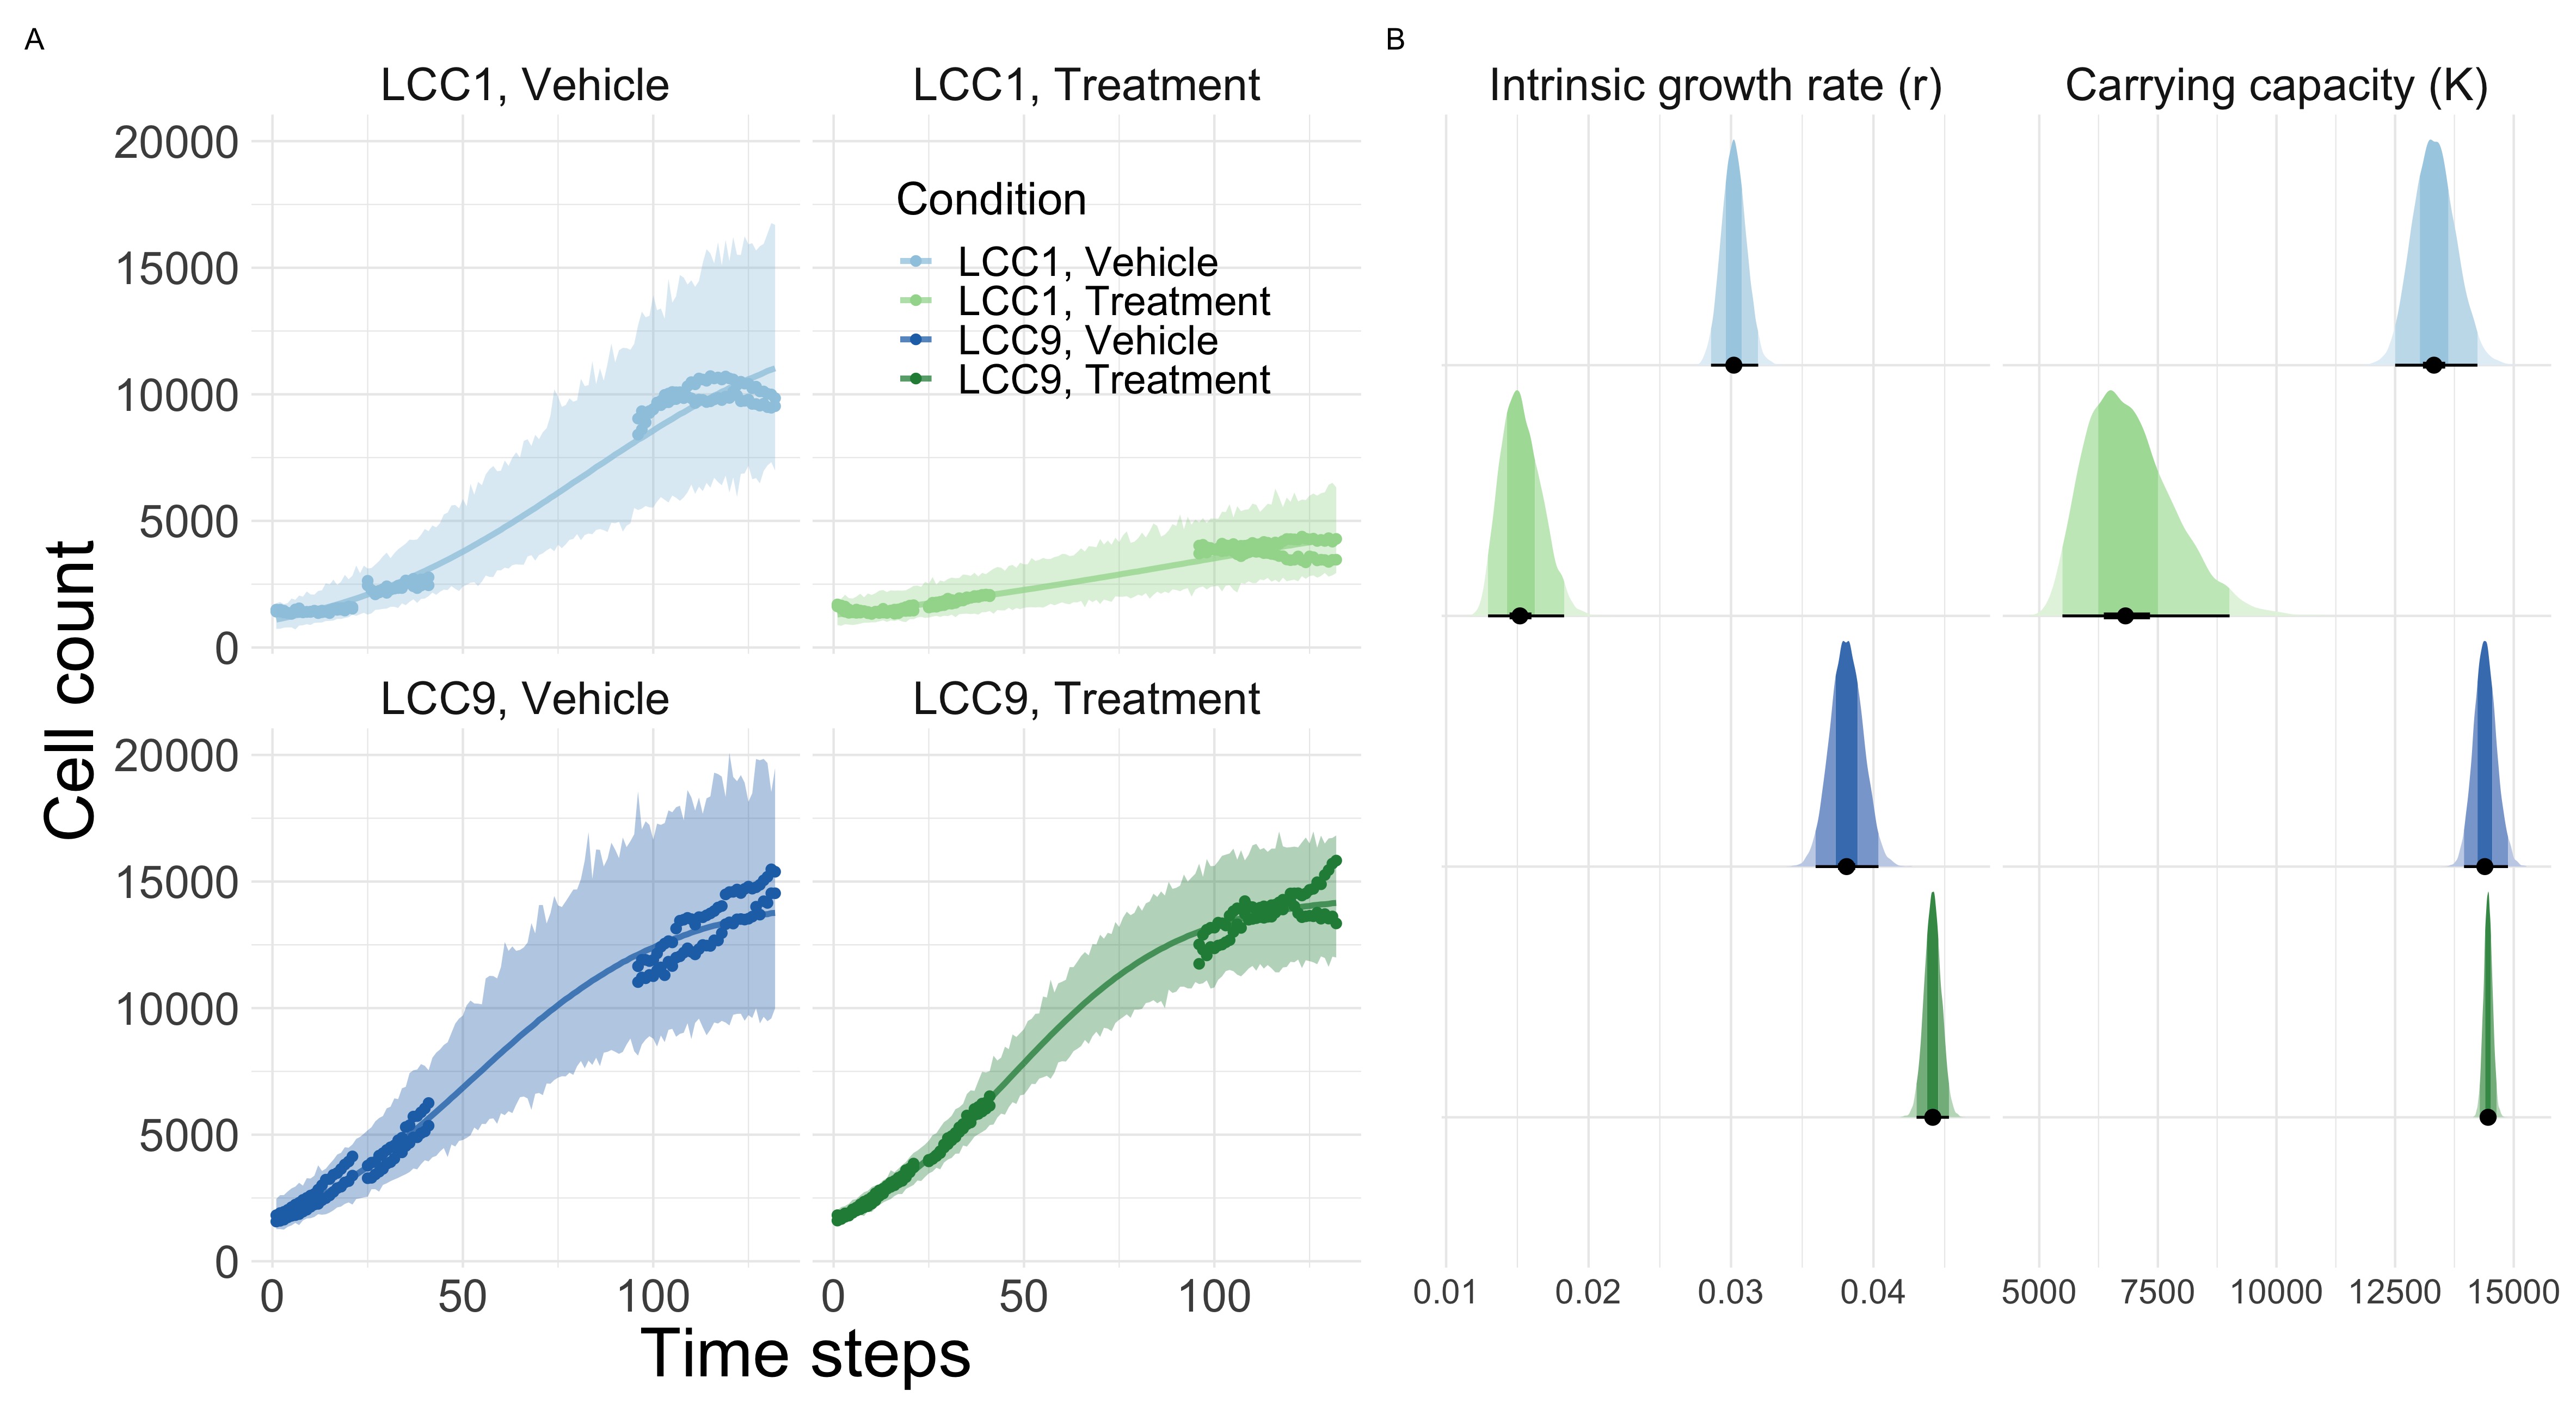 A
LCC1, Vehicle
LCC1, Treatment
20000
15000
10000
5000
0
Condition
LCC1, Vehicle
LCC1, Treatment
LCC9, Vehicle
LCC9, Treatment
LCC9, Vehicle
LCC9, Treatment
20000
15000
10000
5000
0
Cell count
0 50 100
0 50 100
Time steps
B
Intrinsic growth rate (r)
Carrying capacity (K)
0.01 0.02 0.03 0.04
5000 7500 10000 12500 15000